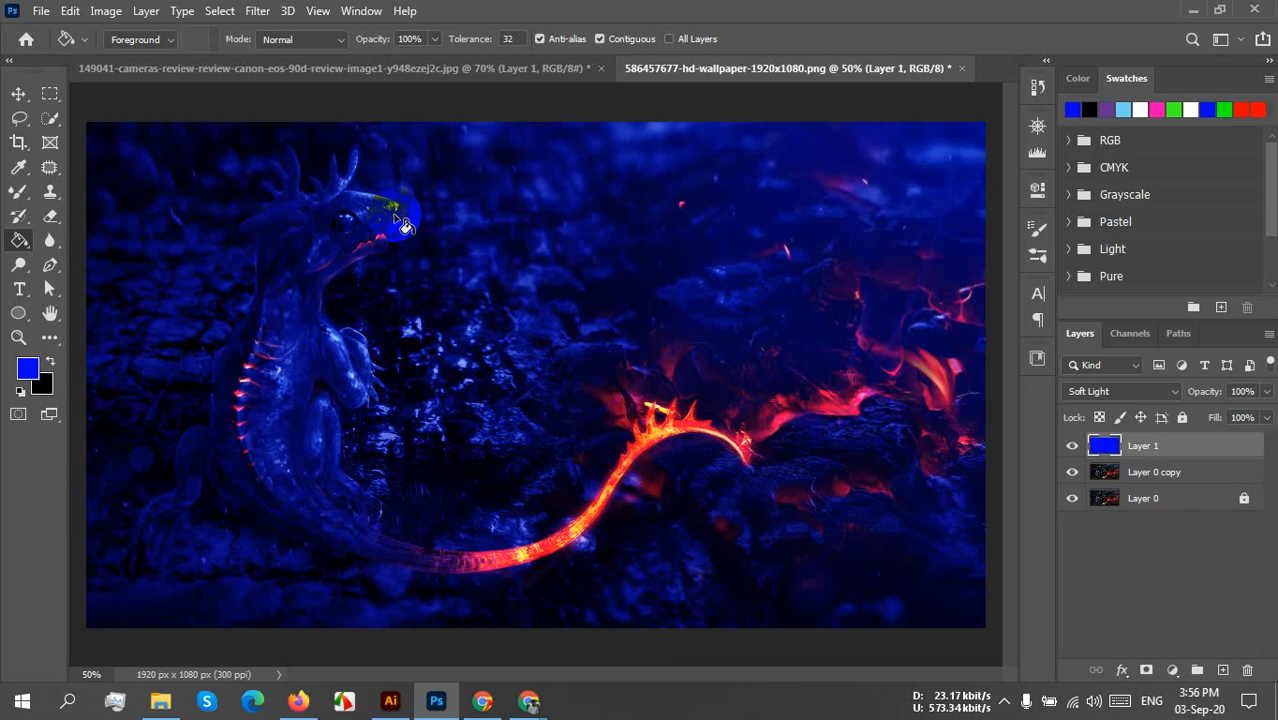 Ps File Edit Image Layer Type Select Filter 3D View Window Help
Foreground Mode: Normal Opacity: 100% Tolerance: 32 Anti-alias Contiguous All Layers
149041-cameras-review-review-canon-eos-90d-review-image1-y948ezej2c.jpg @ 70% (Layer 1, RGB/8#) * 586457677-hd-wallpaper-1920x1080.png @ 50% (Layer 1, RGB/8) *
Color Swatches
RGB
CMYK
Grayscale
Pastel
Light
Pure
Layers Channels Paths
Kind
Soft Light Opacity: 100%
Lock: Fill: 100%
Layer 1
Layer 0 copy
Layer 0
fx
50% 1920 px x 1080 px (300 ppi)
Ai Ps
D: 23.17 kbit/s
U: 573.34 kbit/s
ENG
3:56 PM
03-Sep-20